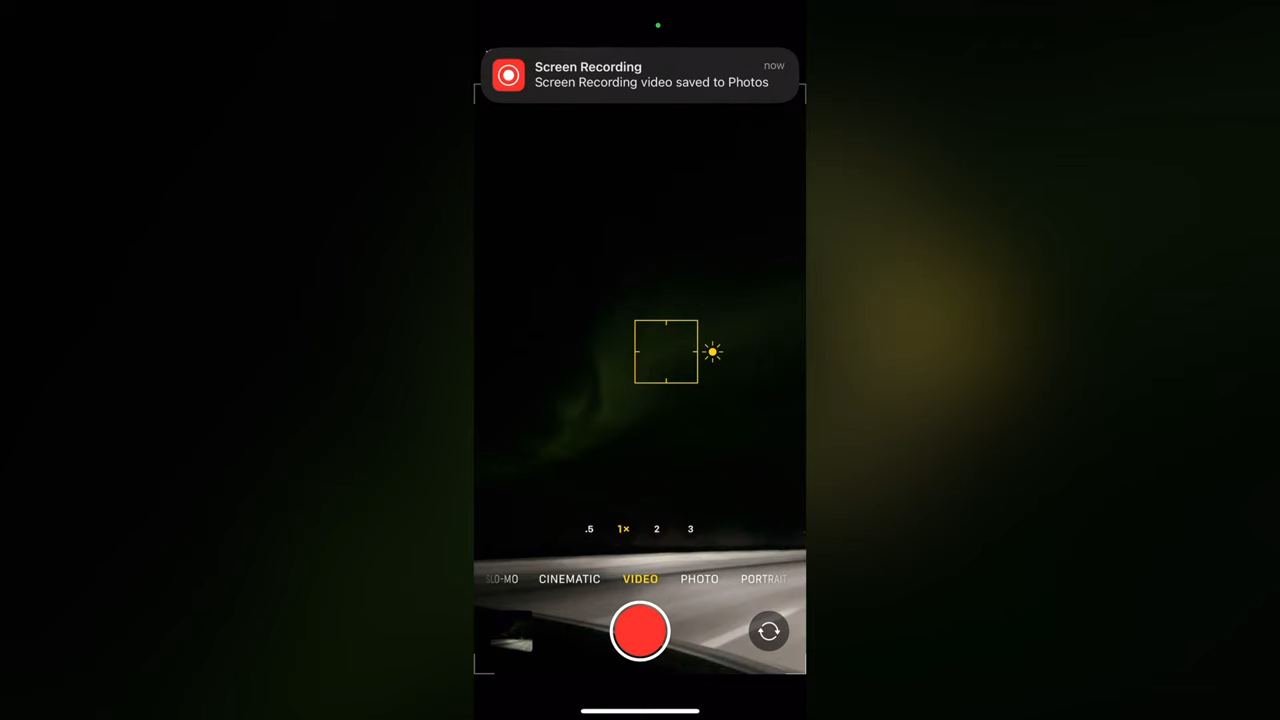 Screen Recording
now
Screen Recording video saved to Photos
.5 1× 2 3
SLO-MO CINEMATIC VIDEO PHOTO PORTRAIT